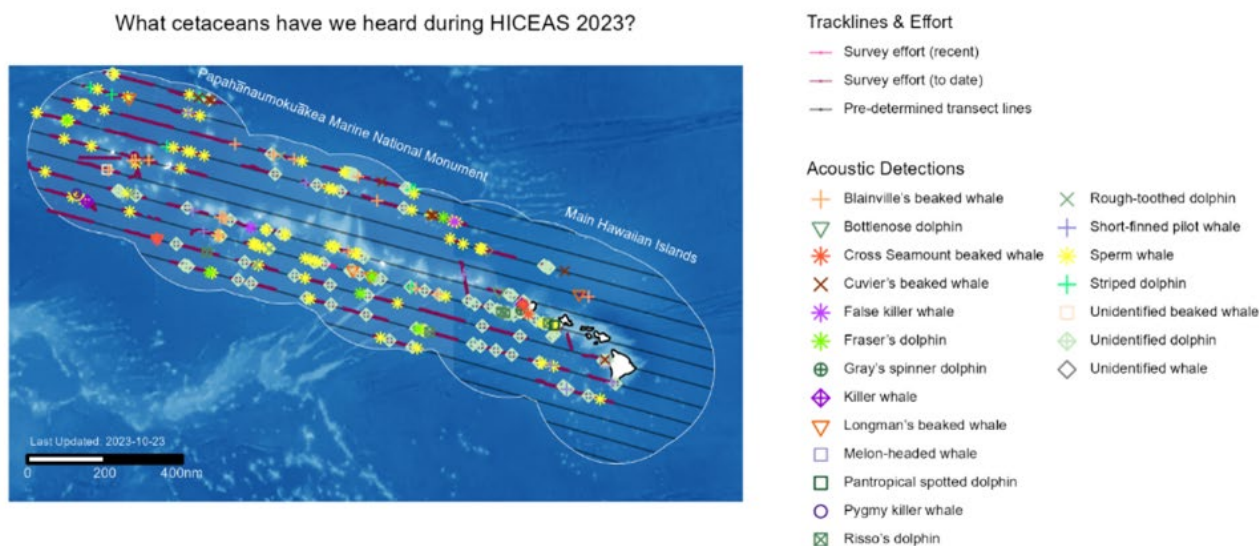 What cetaceans have we heard during HICEAS 2023?
Papahānaumokuākea Marine National Monument
Main Hawaiian Islands
Last Updated: 2023-10-23
0 200 400nm
Tracklines & Effort
Survey effort (recent)
Survey effort (to date)
Pre-determined transect lines
Acoustic Detections
Blainville's beaked whale
Bottlenose dolphin
Cross Seamount beaked whale
Cuvier's beaked whale
False killer whale
Fraser's dolphin
Gray's spinner dolphin
Killer whale
Longman's beaked whale
Melon-headed whale
Pantropical spotted dolphin
Pygmy killer whale
Risso's dolphin
Rough-toothed dolphin
Short-finned pilot whale
Sperm whale
Striped dolphin
Unidentified beaked whale
Unidentified dolphin
Unidentified whale